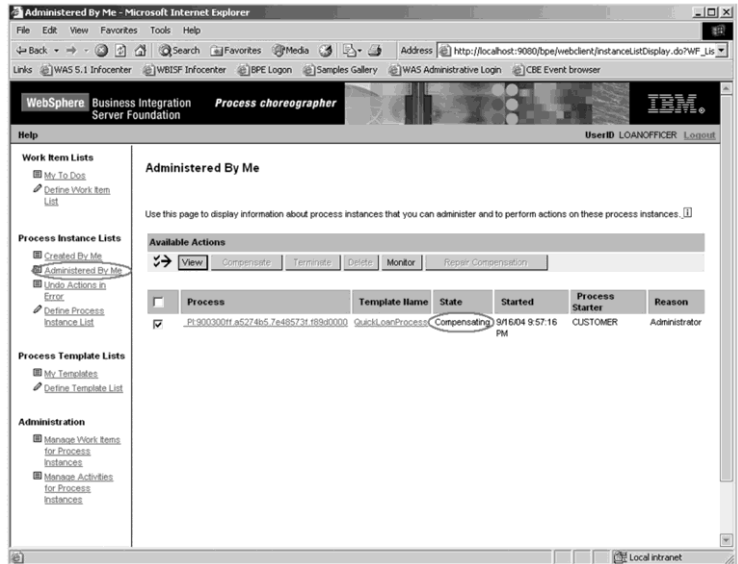 Administered By Me - Microsoft Internet Explorer
File Edit View Favorites Tools Help
Back Search Favorites Media Address http://localhost:9080/bpe/webclient/instanceListDisplay.do?WF_Lis
Links WAS 5.1 Infocenter WBISF Infocenter BPE Logon Samples Gallery WAS Administrative Login CBE Event browser
WebSphere Business Integration Process choreographer
Server Foundation
IBM
Help UserID LOANOFFICER Logout
Work Item Lists
My To Dos
Define Work Item
List
Process Instance Lists
Created By Me
Administered By Me
Undo Actions in
Error
Define Process
Instance List
Process Template Lists
My Templates
Define Template List
Administration
Manage Work Items
for Process
Instances
Manage Activities
for Process
Instances
Administered By Me
Use this page to display information about process instances that you can administer and to perform actions on these process instances. i
Available Actions
View Compensate Terminate Delete Monitor Repair Compensation
Process Template Name State Started Process Starter Reason
_PI:900300ff.a5274b5.7e48573f.f89d0000 QuickLoanProcess Compensating 9/16/04 9:57:16 PM CUSTOMER Administrator
Local intranet